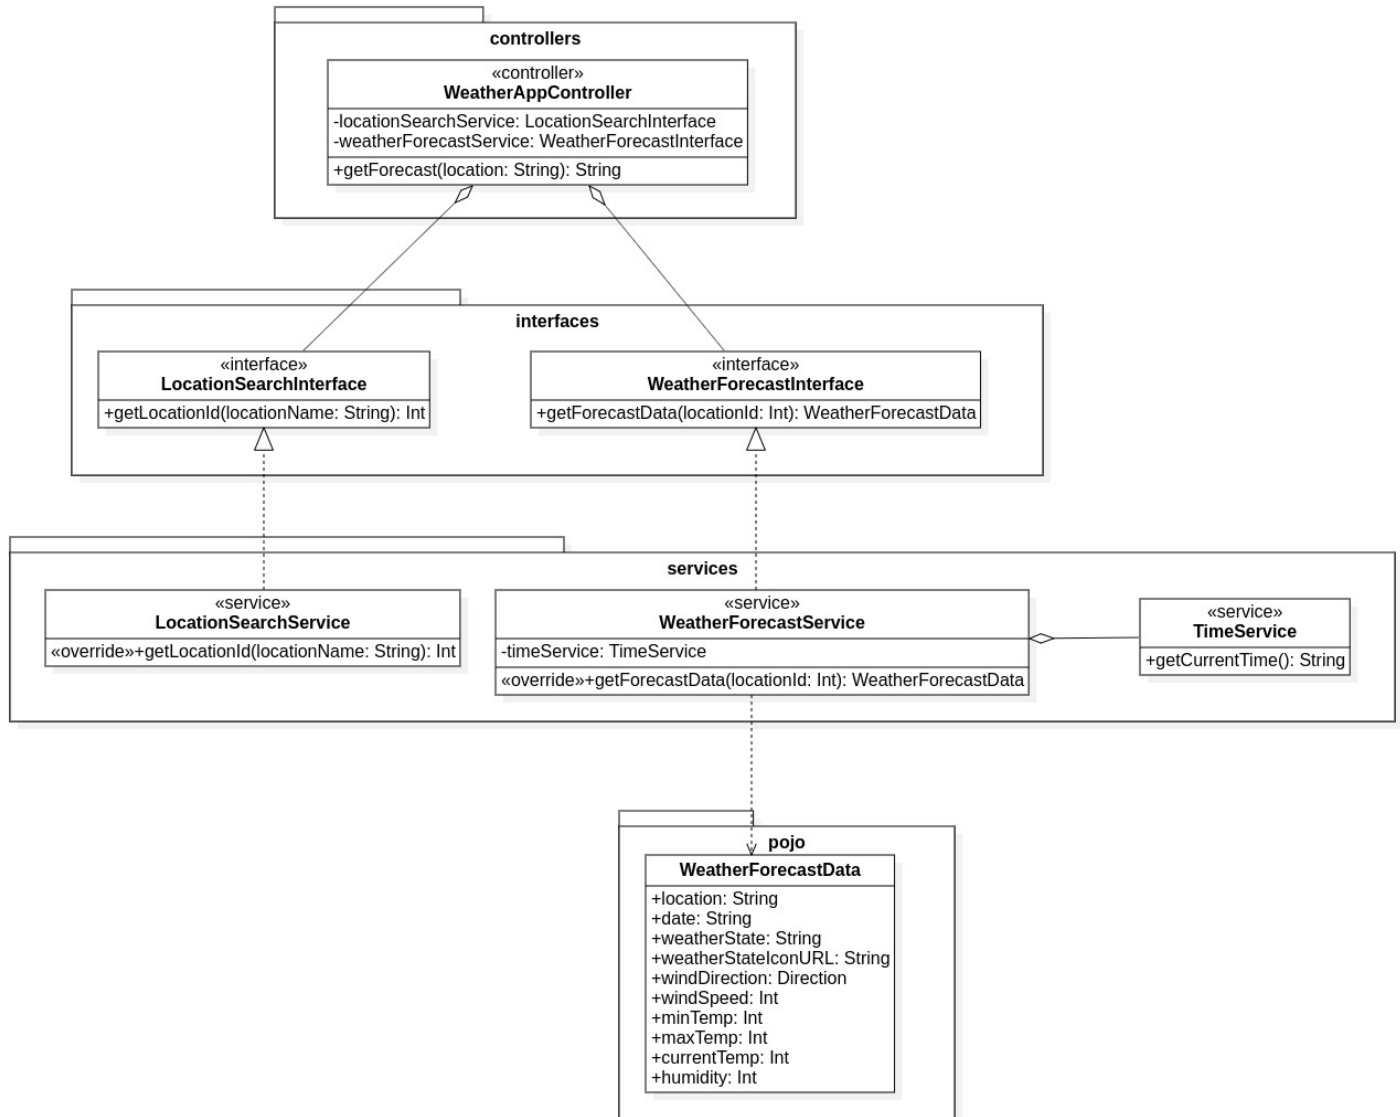 controllers
«controller»
WeatherAppController
-locationSearchService: LocationSearchInterface
-weatherForecastService: WeatherForecastInterface
+getForecast(location: String): String
interfaces
«interface»
LocationSearchInterface
+getLocationId(locationName: String): Int
«interface»
WeatherForecastInterface
+getForecastData(locationId: Int): WeatherForecastData
services
«service»
LocationSearchService
«override»+getLocationId(locationName: String): Int
«service»
WeatherForecastService
-timeService: TimeService
«override»+getForecastData(locationId: Int): WeatherForecastData
«service»
TimeService
+getCurrentTime(): String
pojo
WeatherForecastData
+location: String
+date: String
+weatherState: String
+weatherStateIconURL: String
+windDirection: Direction
+windSpeed: Int
+minTemp: Int
+maxTemp: Int
+currentTemp: Int
+humidity: Int